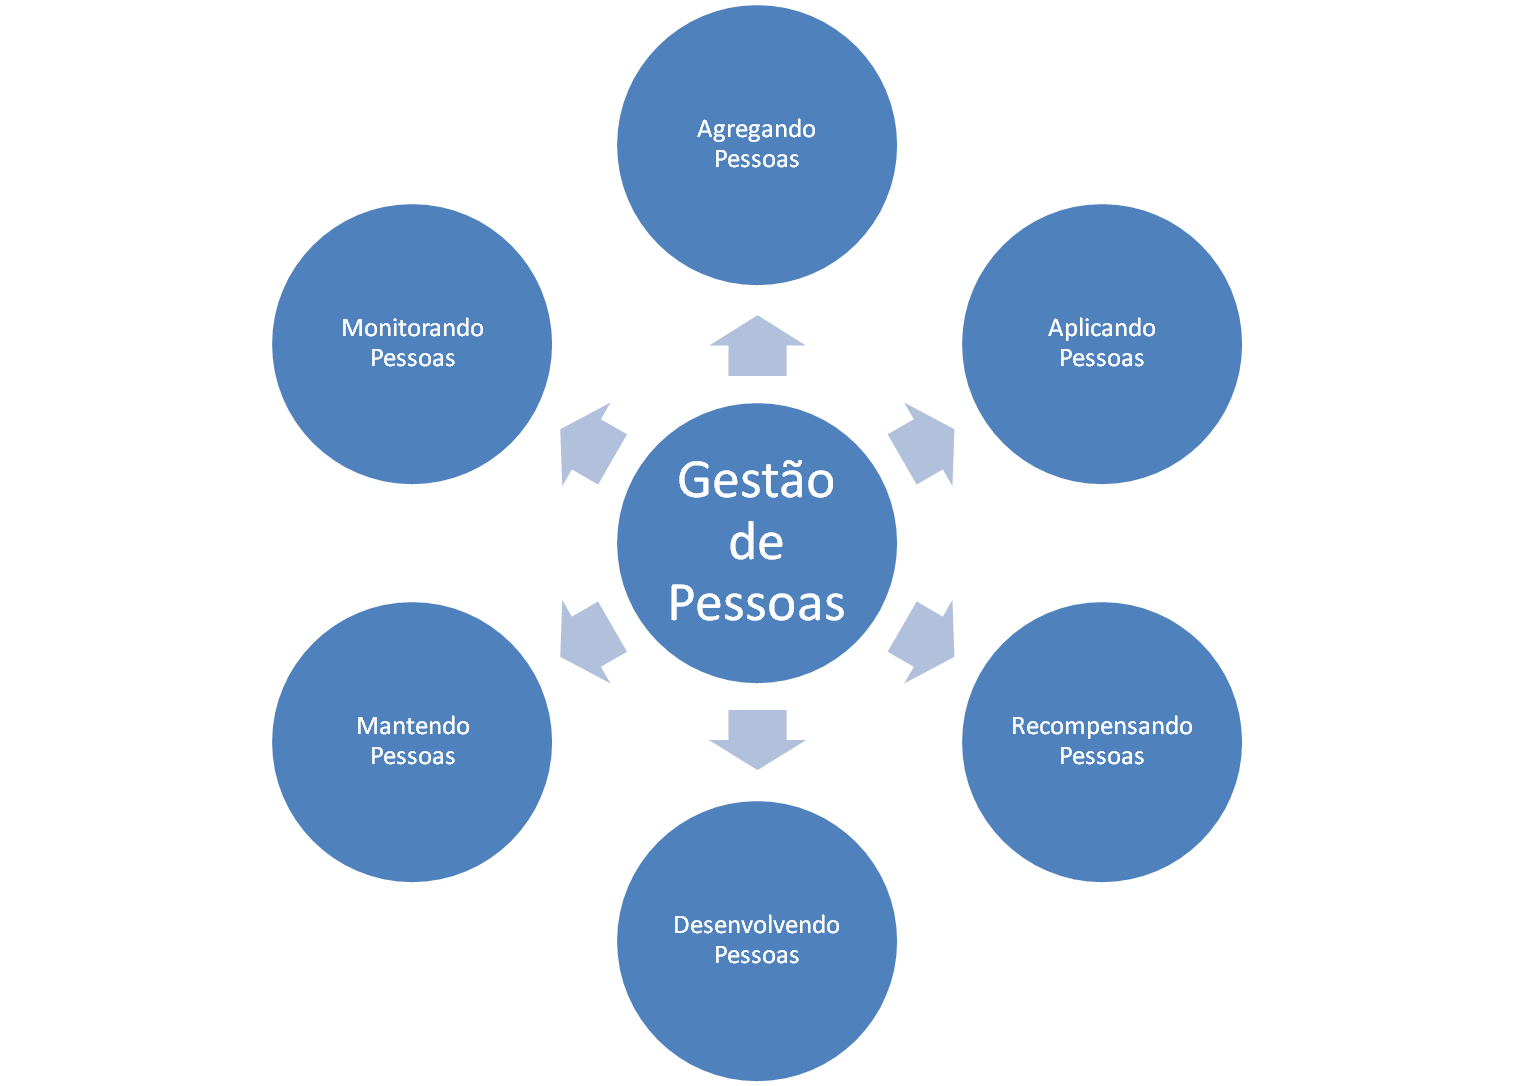 Agregando
Pessoas
Monitorando
Pessoas
Aplicando
Pessoas
Gestão
de
Pessoas
Mantendo
Pessoas
Recompensando
Pessoas
Desenvolvendo
Pessoas